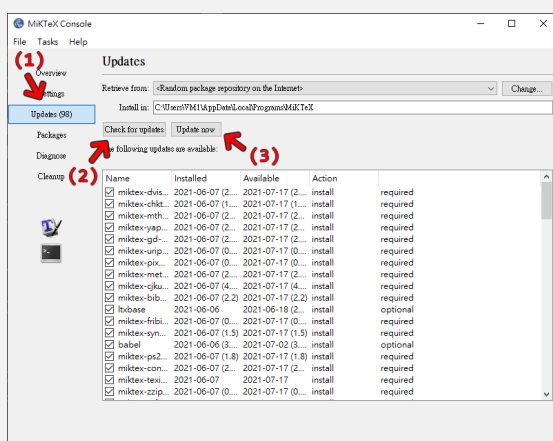 MiKTeX Console
File Tasks Help
(1)
Overview
Settings
Updates (98)
Packages
Diagnose
Cleanup
Updates
Retrieve from: <Random package repository on the Internet>
Change...
Install in: C:\Users\VM1\AppData\Local\Programs\MiKTeX
Check for updates Update now
(2)
(3)
The following updates are available:
Name Installed Available Action
miktex-dvis... 2021-06-07 (2.... 2021-07-17 (2.... install required
miktex-chkt... 2021-06-07 (1.... 2021-07-17 (1.... install required
miktex-mth... 2021-06-07 (2.... 2021-07-17 (2... install required
miktex-yap... 2021-06-07 (2... 2021-07-17 (2... install required
miktex-gd-... 2021-06-07 (2... 2021-07-17 (2... install required
miktex-urip... 2021-06-07 (0.... 2021-07-17 (0.... install required
miktex-pix... 2021-06-07 (0.... 2021-07-17 (0.... install required
miktex-met... 2021-06-07 (2... 2021-07-17 (2... install required
miktex-cjku... 2021-06-07 (4.... 2021-07-17 (4.... install required
miktex-bib... 2021-06-07 (2.2) 2021-07-17 (2.2) install required
ltxbase 2021-06-06 2021-06-18 (2... install optional
miktex-fribi... 2021-06-07 (0.... 2021-07-17 (0.... install required
miktex-syn... 2021-06-07 (1.5) 2021-07-17 (1.5) install required
babel 2021-06-06 (3.... 2021-07-02 (3.... install optional
miktex-ps2... 2021-06-07 (1.8) 2021-07-17 (1.8) install required
miktex-con... 2021-06-07 (2... 2021-07-17 (2... install required
miktex-texi... 2021-06-07 2021-07-17 install required
miktex-zzip... 2021-06-07 (0.... 2021-07-17 (0.... install required